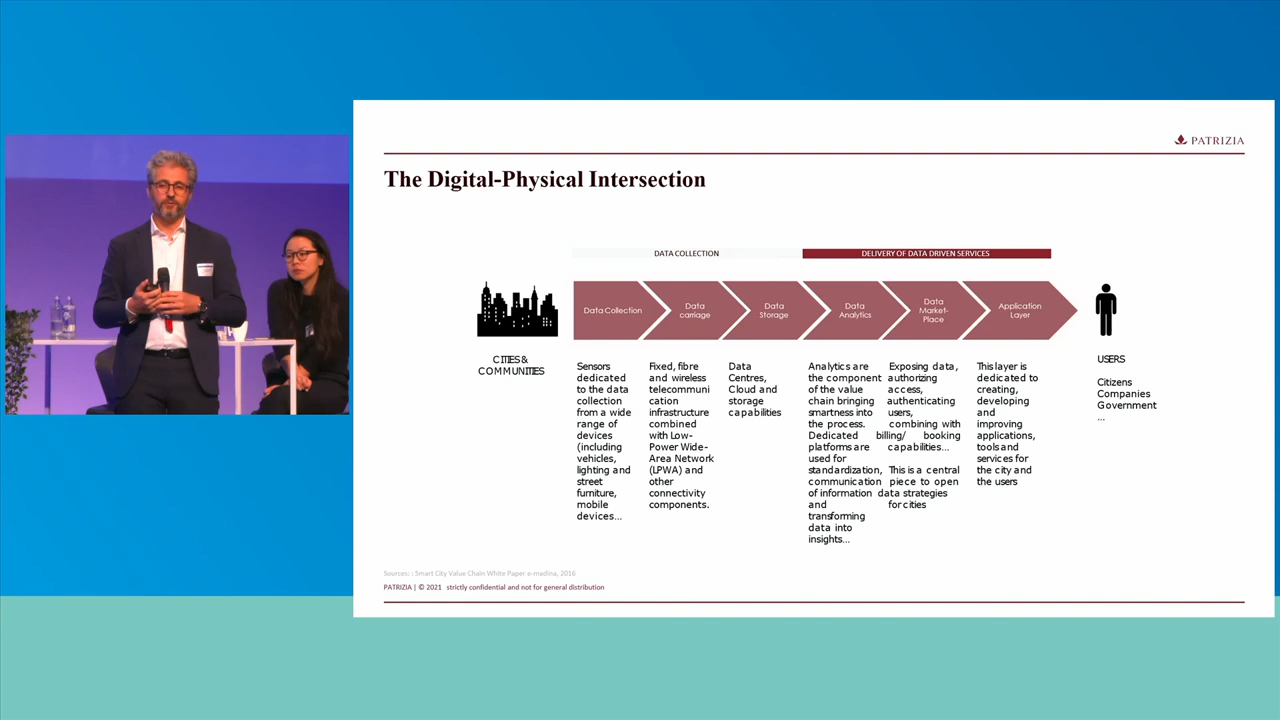 PATRIZIA
The Digital-Physical Intersection
DATA COLLECTION
DELIVERY OF DATA DRIVEN SERVICES
Data Collection
Data
carriage
Data
Storage
Data
Analytics
Data
Market-
Place
Application
Layer
CITIES &
COMMUNITIES
Sensors
dedicated
to the data
collection
from a wide
range of
devices
(including
vehicles,
lighting and
street
furniture,
mobile
devices...
Fixed, fibre
and wireless
telecommuni
cation
infrastructure
combined
with Low-
Power Wide-
Area Network
(LPWA) and
other
connectivity
components.
Data
Centres,
Cloud and
storage
capabilities
Analytics are
the component
of the value
chain bringing
smartness into
the process.
Dedicated
platforms are
used for
standardization,
communication
of information
and
transforming
data into
insights...
Exposing data,
authorizing
access,
authenticating
users,
combining with
billing/ booking
capabilities...
This is a central
piece to open
data strategies
for cities
This layer is
dedicated to
creating,
developing
and
improving
applications,
tools and
services for
the city and
the users
USERS
Citizens
Companies
Government
...
Sources: : Smart City Value Chain White Paper e-madina, 2016
PATRIZIA | © 2021 strictly confidential and not for general distribution